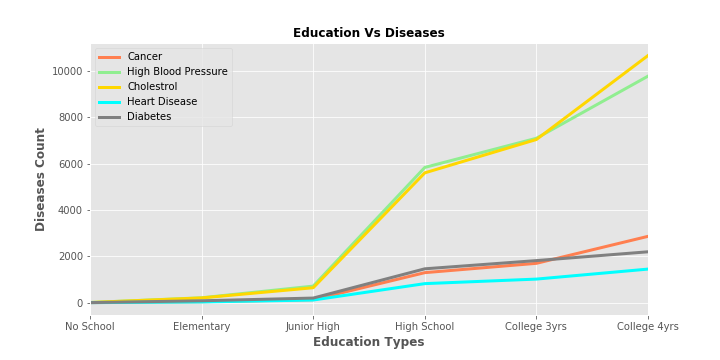 Education Vs Diseases
Cancer
High Blood Pressure
Cholestrol
Heart Disease
Diabetes
Diseases Count
10000
8000
6000
4000
2000
0
No School Elementary Junior High High School College 3yrs College 4yrs
Education Types